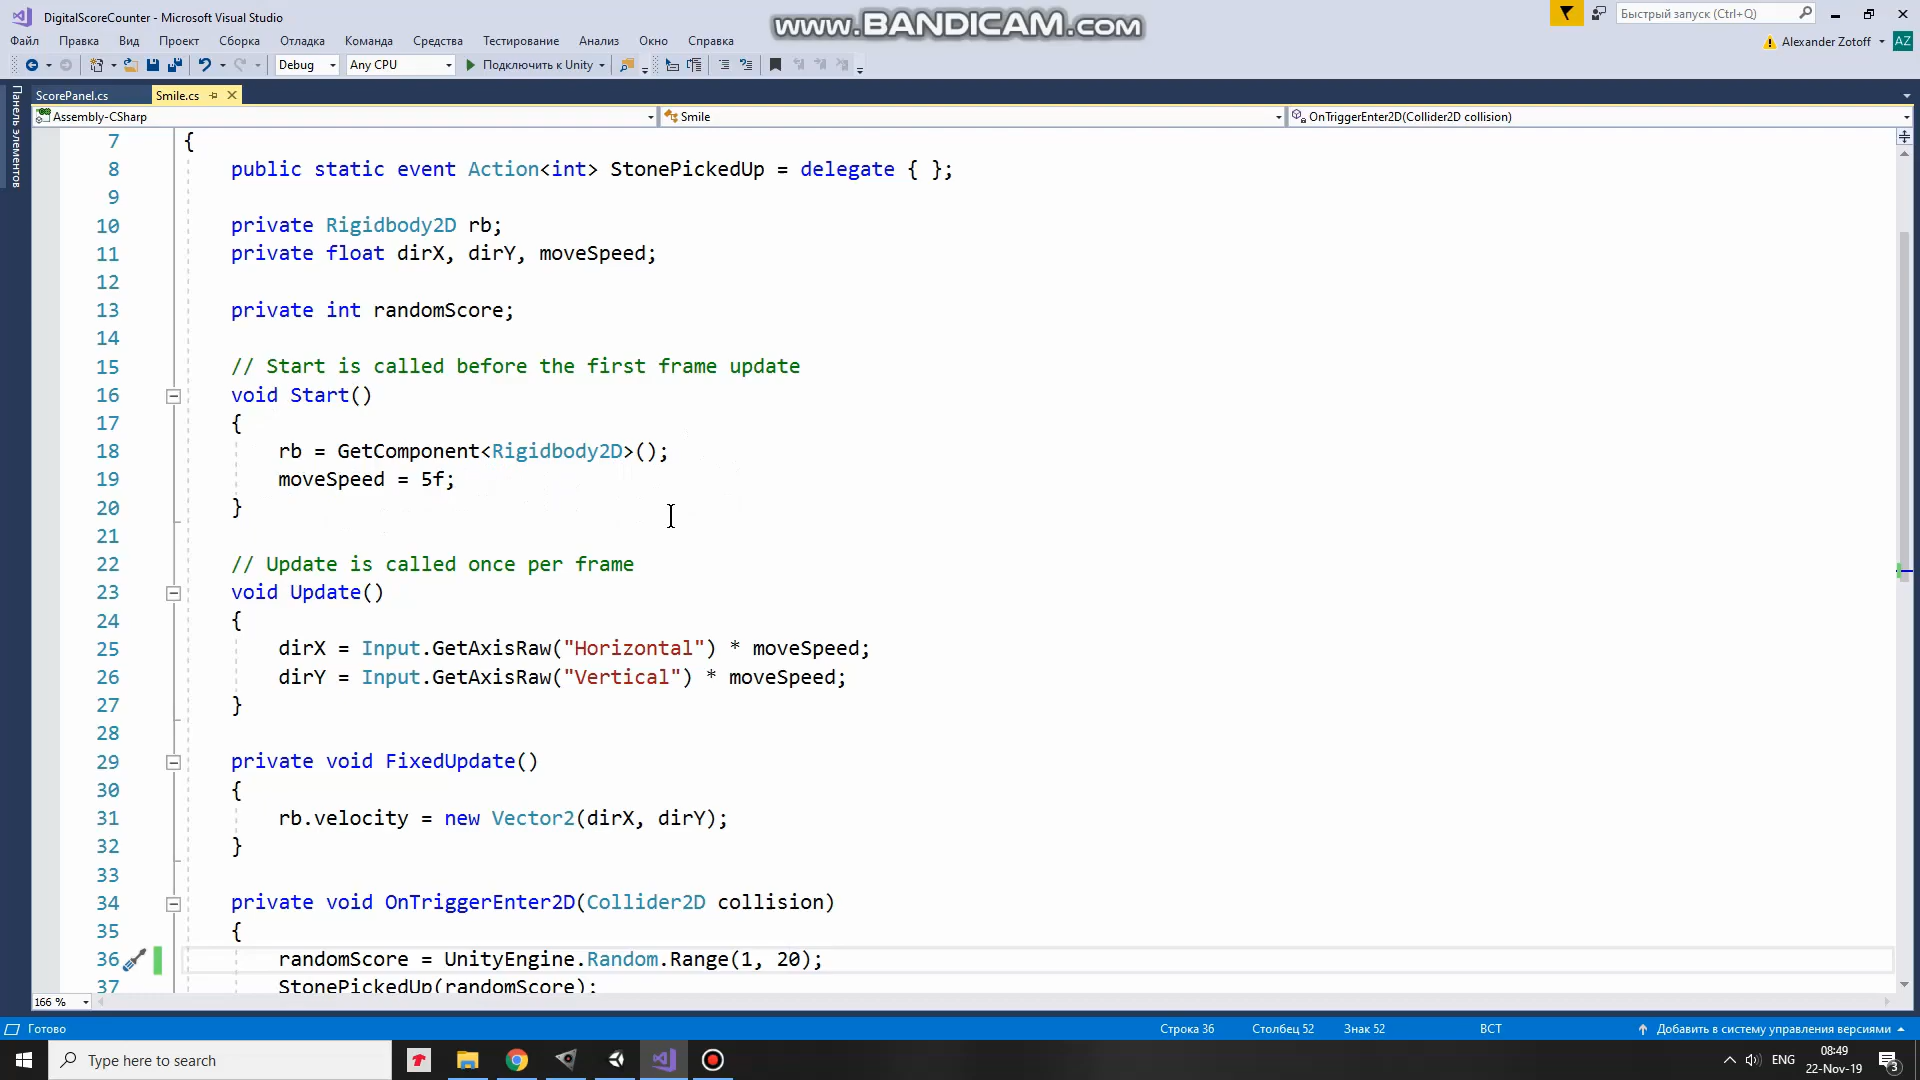 DigitalScoreCounter - Microsoft Visual Studio
www.BANDICAM.com
Быстрый запуск (Ctrl+Q)
Файл Правка Вид Проект Сборка Отладка Команда Средства Тестирование Анализ Окно Справка
Alexander Zotoff AZ
Debug Any CPU Подключить к Unity
Панель элементов
ScorePanel.cs Smile.cs
Assembly-CSharp Smile OnTriggerEnter2D(Collider2D collision)
7 {
8 public static event Action<int> StonePickedUp = delegate { };
9
10 private Rigidbody2D rb;
11 private float dirX, dirY, moveSpeed;
12
13 private int randomScore;
14
15 // Start is called before the first frame update
16 void Start()
17 {
18 rb = GetComponent<Rigidbody2D>();
19 moveSpeed = 5f;
20 }
21
22 // Update is called once per frame
23 void Update()
24 {
25 dirX = Input.GetAxisRaw("Horizontal") * moveSpeed;
26 dirY = Input.GetAxisRaw("Vertical") * moveSpeed;
27 }
28
29 private void FixedUpdate()
30 {
31 rb.velocity = new Vector2(dirX, dirY);
32 }
33
34 private void OnTriggerEnter2D(Collider2D collision)
35 {
36 randomScore = UnityEngine.Random.Range(1, 20);
37 StonePickedUp(randomScore);
166 %
Готово Строка 36 Столбец 52 Знак 52 ВСТ Добавить в систему управления версиями
Type here to search
ENG
08:49
22-Nov-19
3